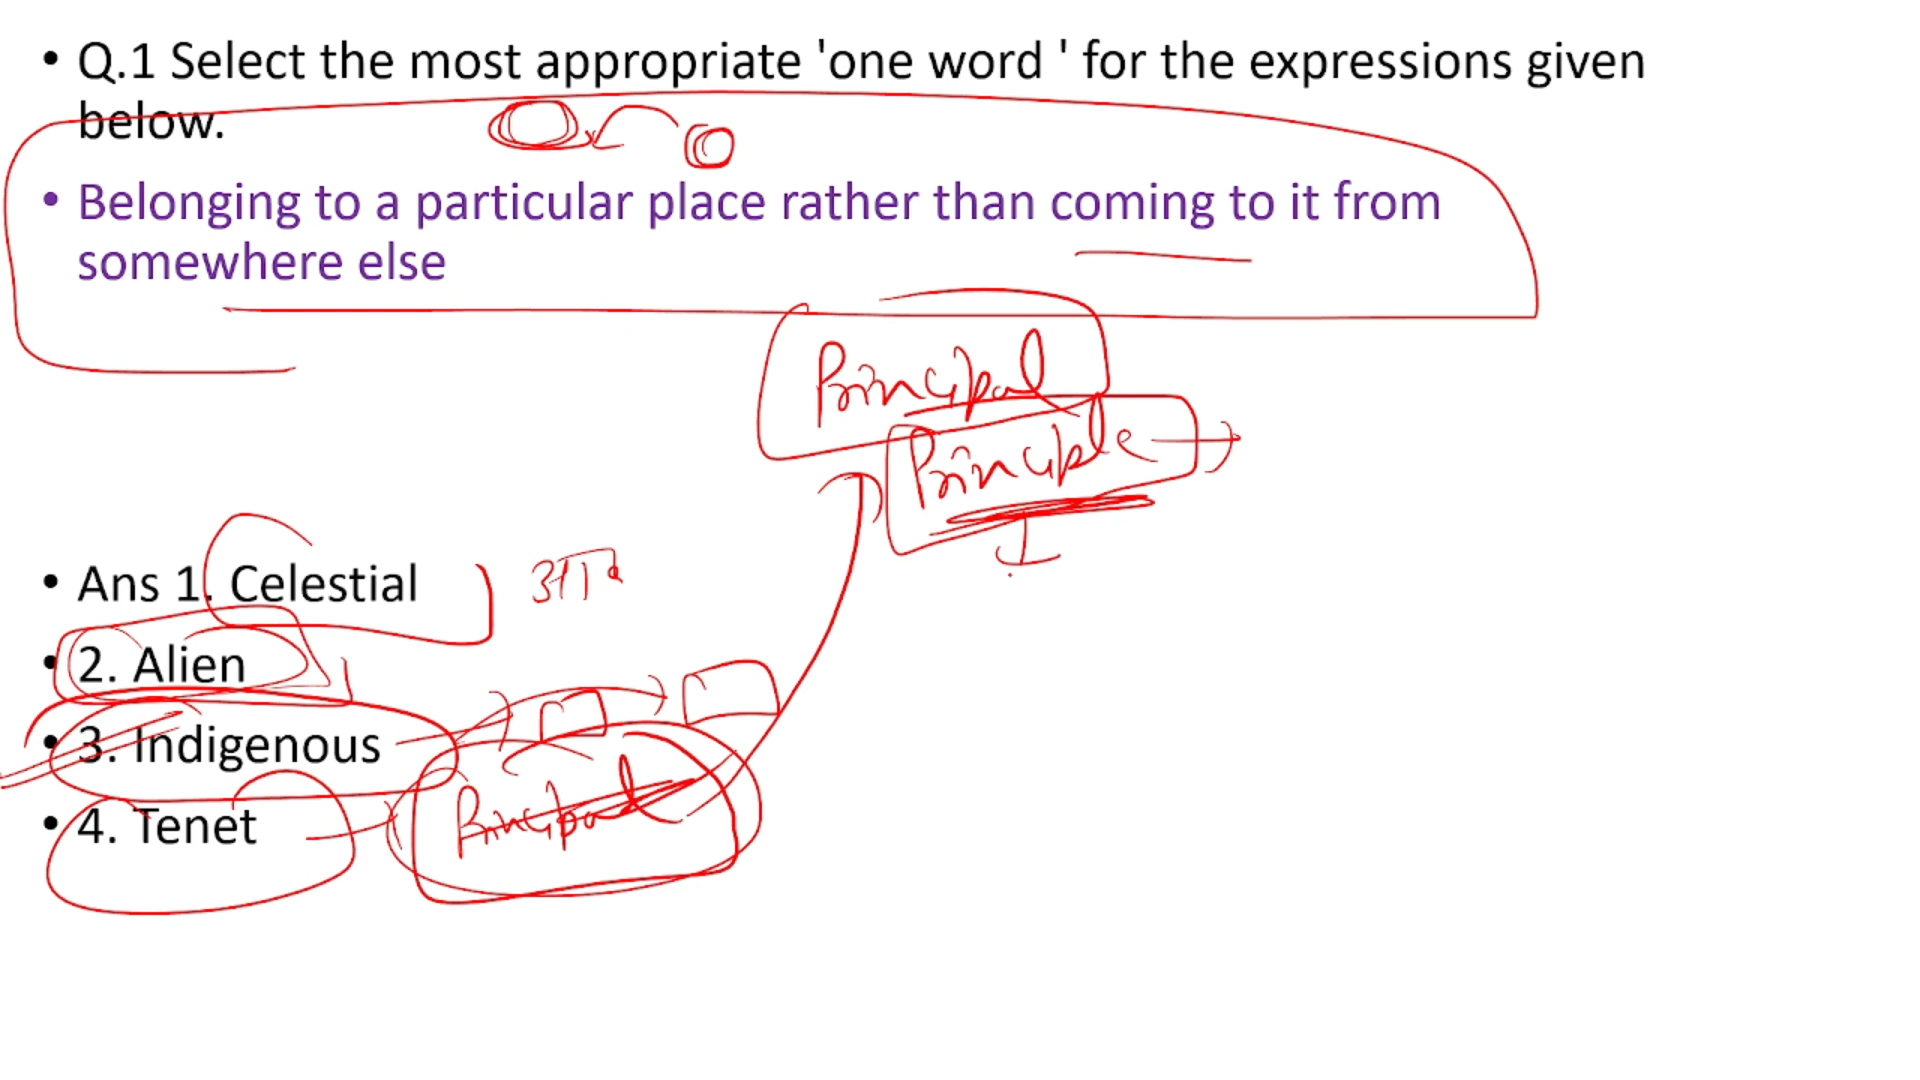 • Q.1 Select the most appropriate 'one word ' for the expressions given
below.
• Belonging to a particular place rather than coming to it from
somewhere else
Principal
Principle
• Ans 1. Celestial
• 2. Alien
• 3. Indigenous
• 4. Tenet
Principal